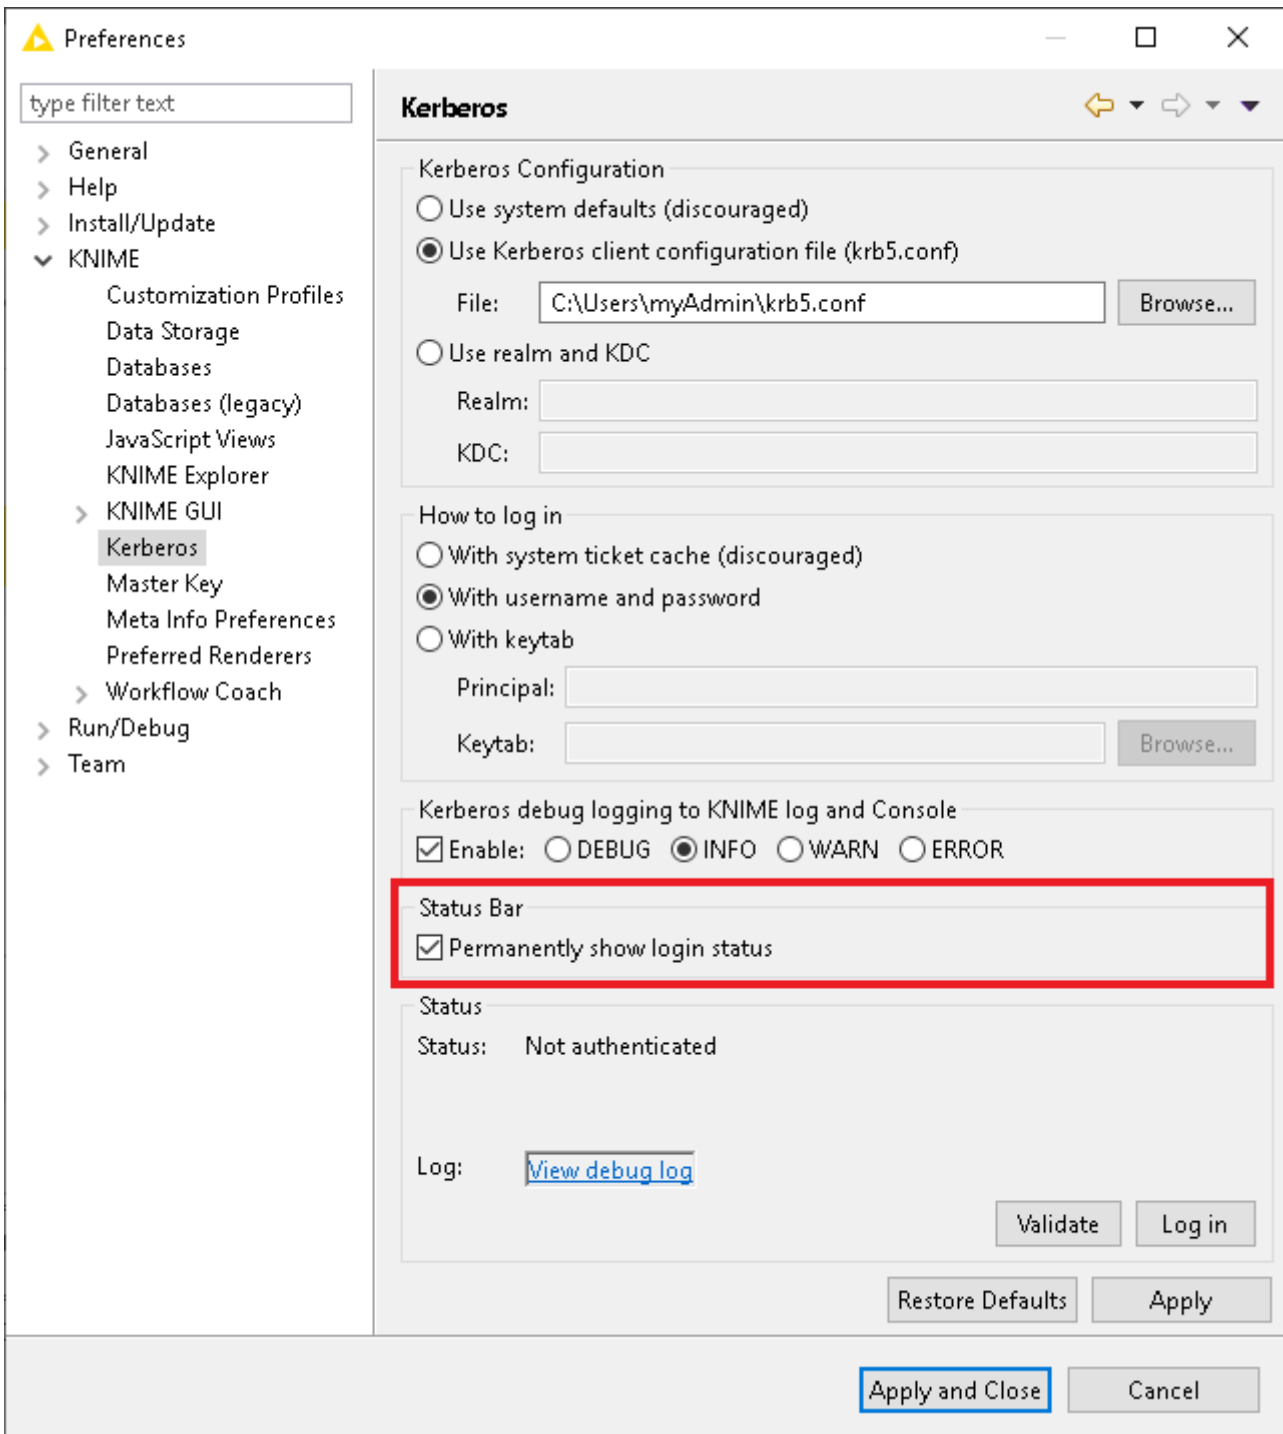 Preferences
type filter text
General
Help
Install/Update
KNIME
Customization Profiles
Data Storage
Databases
Databases (legacy)
JavaScript Views
KNIME Explorer
KNIME GUI
Kerberos
Master Key
Meta Info Preferences
Preferred Renderers
Workflow Coach
Run/Debug
Team
Kerberos
Kerberos Configuration
Use system defaults (discouraged)
Use Kerberos client configuration file (krb5.conf)
File: C:\Users\myAdmin\krb5.conf Browse...
Use realm and KDC
Realm:
KDC:
How to log in
With system ticket cache (discouraged)
With username and password
With keytab
Principal:
Keytab: Browse...
Kerberos debug logging to KNIME log and Console
Enable: DEBUG INFO WARN ERROR
Status Bar
Permanently show login status
Status
Status: Not authenticated
Log: View debug log
Validate Log in
Restore Defaults Apply
Apply and Close Cancel